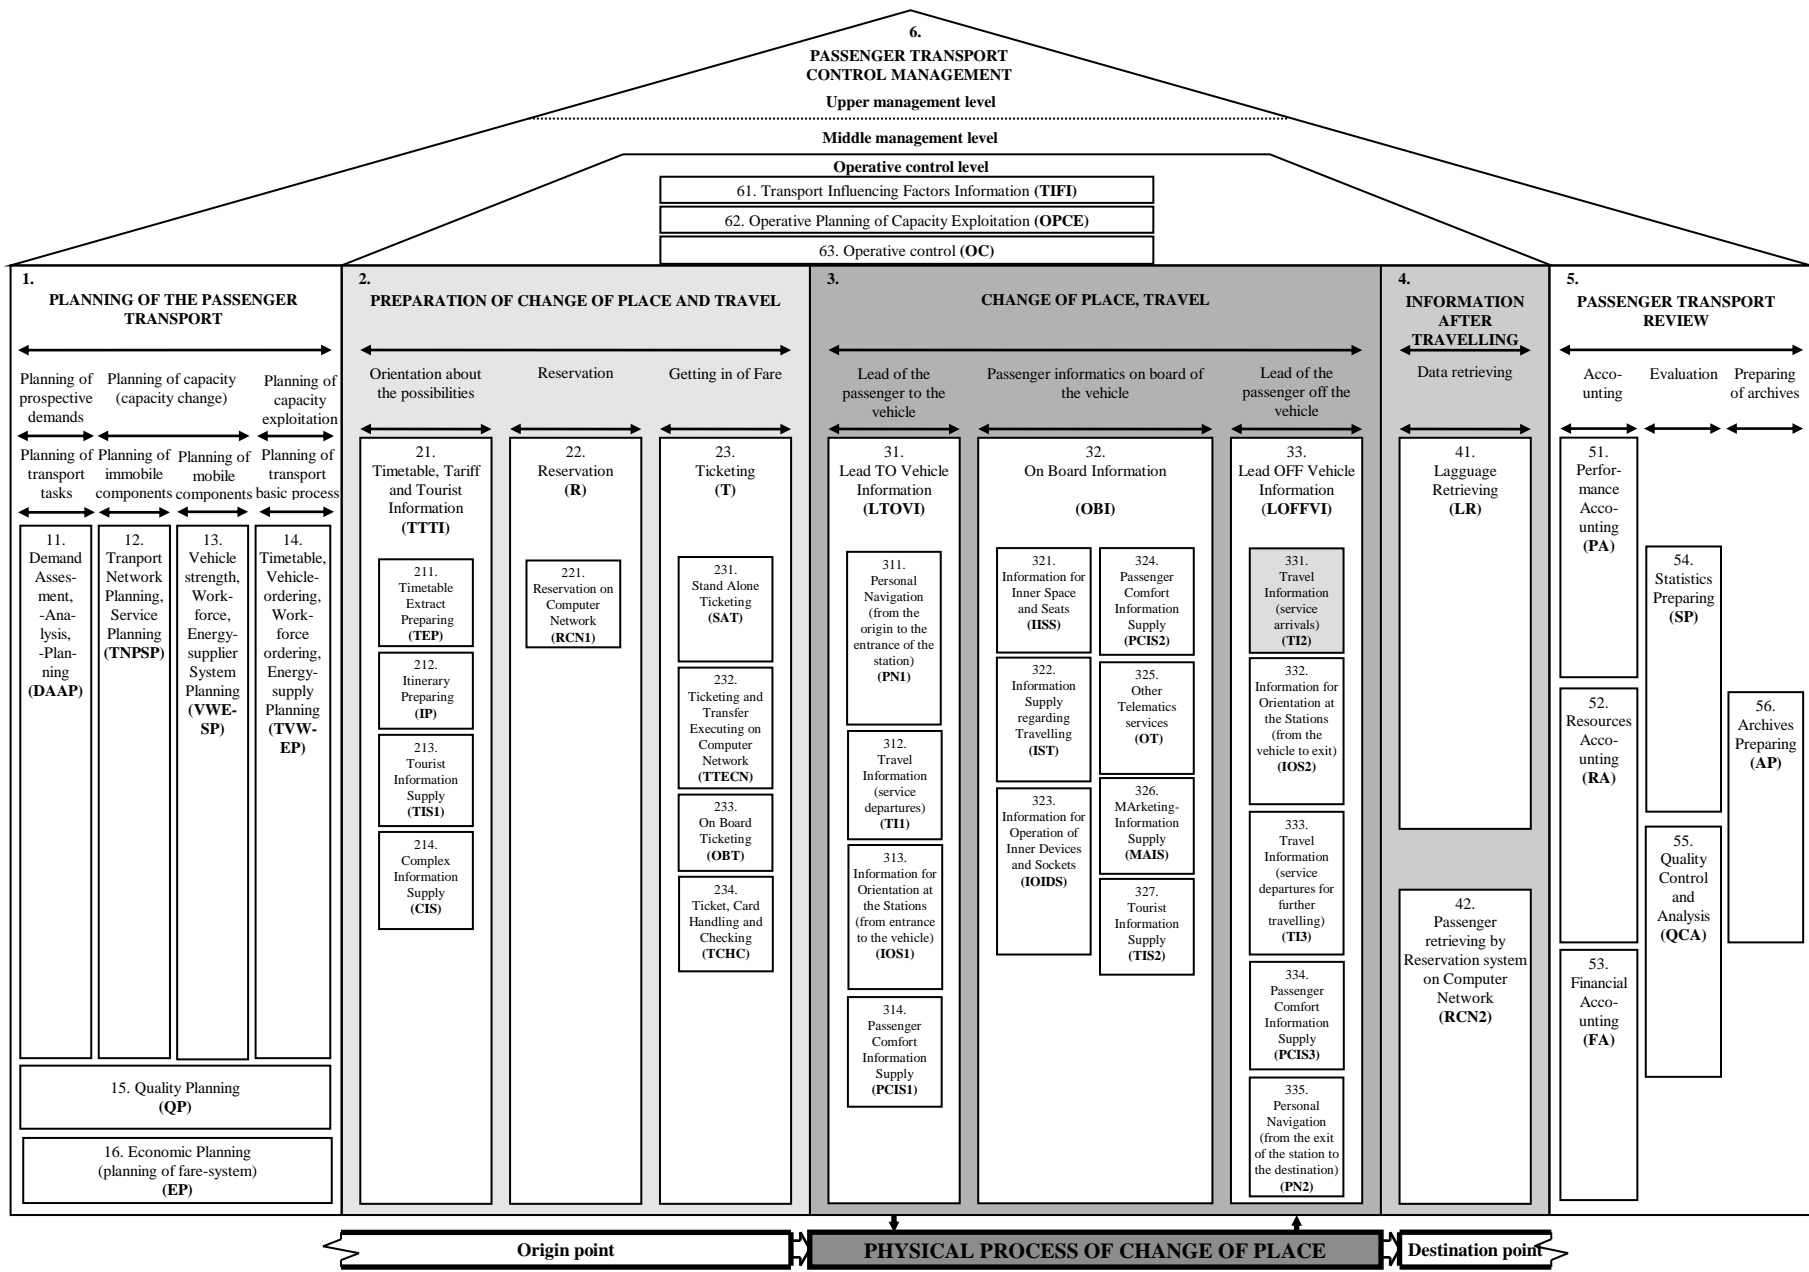 6.
PASSENGER TRANSPORT
CONTROL MANAGEMENT
Upper management level
Middle management level
Operative control level
61. Transport Influencing Factors Information (TIFI)
62. Operative Planning of Capacity Exploitation (OPCE)
63. Operative control (OC)
1.
PLANNING OF THE PASSENGER
TRANSPORT
Planning of
prospective
demands
Planning of capacity
(capacity change)
Planning of
capacity
exploitation
Planning of
transport
tasks
Planning of
immobile
components
Planning of
mobile
components
Planning of
transport
basic process
11.
Demand
Asses-
ment,
-Ana-
lysis,
-Plan-
ning
(DAAP)
12.
Tranport
Network
Planning,
Service
Planning
(TNPSP)
13.
Vehicle
strength,
Work-
force,
Energy-
supplier
System
Planning
(VWE-
SP)
14.
Timetable,
Vehicle-
ordering,
Work-
force
ordering,
Energy-
supply
Planning
(TVW-
EP)
15. Quality Planning
(QP)
16. Economic Planning
(planning of fare-system)
(EP)
2.
PREPARATION OF CHANGE OF PLACE AND TRAVEL
Orientation about
the possibilities
Reservation
Getting in of Fare
21.
Timetable, Tariff
and Tourist
Information
(TTTI)
211.
Timetable
Extract
Preparing
(TEP)
212.
Itinerary
Preparing
(IP)
213.
Tourist
Information
Supply
(TIS1)
214.
Complex
Information
Supply
(CIS)
22.
Reservation
(R)
221.
Reservation on
Computer
Network
(RCN1)
23.
Ticketing
(T)
231.
Stand Alone
Ticketing
(SAT)
232.
Ticketing and
Transfer
Executing on
Computer
Network
(TTECN)
233.
On Board
Ticketing
(OBT)
234.
Ticket, Card
Handling and
Checking
(TCHC)
3.
CHANGE OF PLACE, TRAVEL
Lead of the
passenger to the
vehicle
Passenger informatics on board of
the vehicle
Lead of the
passenger off the
vehicle
31.
Lead TO Vehicle
Information
(LTOVI)
311.
Personal
Navigation
(from the
origin to the
entrance of the
station)
(PN1)
312.
Travel
Information
(service
departures)
(TI1)
313.
Information for
Orientation at
the Stations
(from entrance
to the vehicle)
(IOS1)
314.
Passenger
Comfort
Information
Supply
(PCIS1)
32.
On Board Information
(OBI)
321.
Information for
Inner Space
and Seats
(IISS)
322.
Information
Supply
regarding
Travelling
(IST)
323.
Information for
Operation of
Inner Devices
and Sockets
(IOIDS)
324.
Passenger
Comfort
Information
Supply
(PCIS2)
325.
Other
Telematics
services
(OT)
326.
MArketing-
Information
Supply
(MAIS)
327.
Tourist
Information
Supply
(TIS2)
33.
Lead OFF Vehicle
Information
(LOFFVI)
331.
Travel
Information
(service
arrivals)
(TI2)
332.
Information for
Orientation at
the Stations
(from the
vehicle to exit)
(IOS2)
333.
Travel
Information
(service
departures for
further
travelling)
(TI3)
334.
Passenger
Comfort
Information
Supply
(PCIS3)
335.
Personal
Navigation
(from the exit
of the station to
the destination)
(PN2)
4.
INFORMATION
AFTER
TRAVELLING
Data retrieving
41.
Lagguage
Retrieving
(LR)
42.
Passenger
retrieving by
Reservation system
on Computer
Network
(RCN2)
5.
PASSENGER TRANSPORT
REVIEW
Acco-
unting
Evaluation
Preparing
of archives
51.
Perfor-
mance
Acco-
unting
(PA)
52.
Resources
Acco-
unting
(RA)
53.
Financial
Acco-
unting
(FA)
54.
Statistics
Preparing
(SP)
55.
Quality
Control
and
Analysis
(QCA)
56.
Archives
Preparing
(AP)
Origin point
PHYSICAL PROCESS OF CHANGE OF PLACE
Destination point